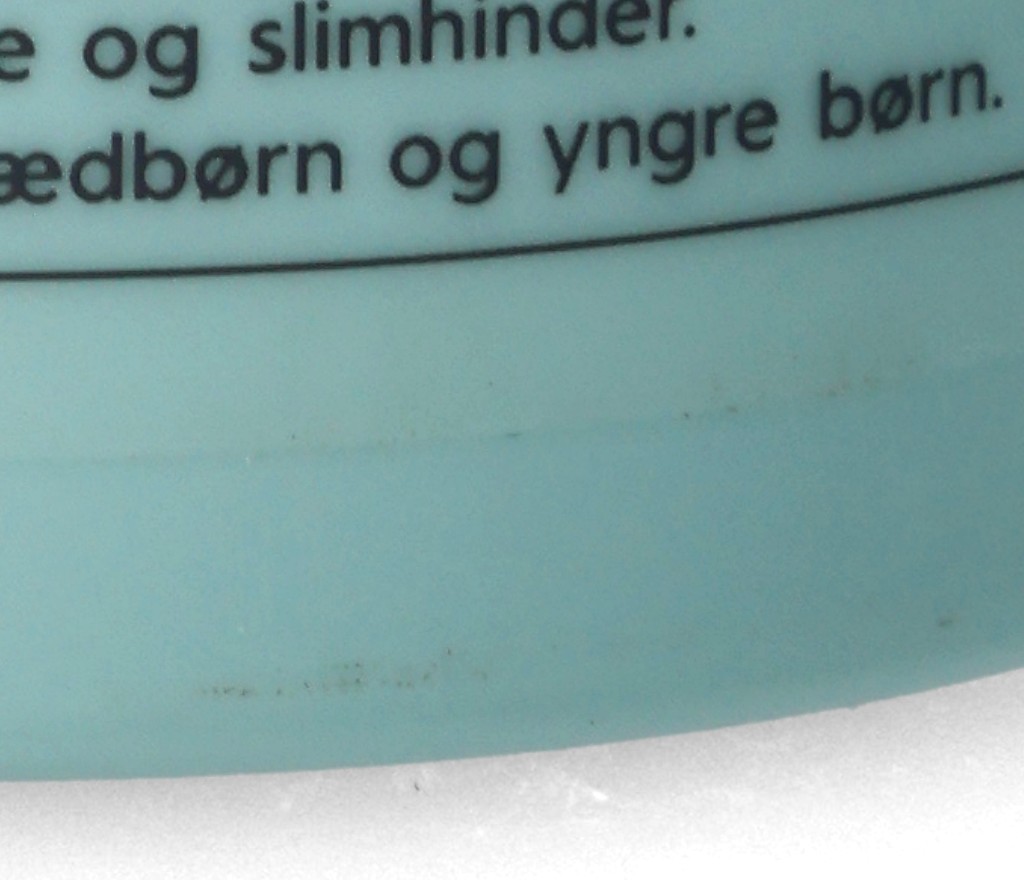 e og slimhinder.
ædbørn og yngre børn.